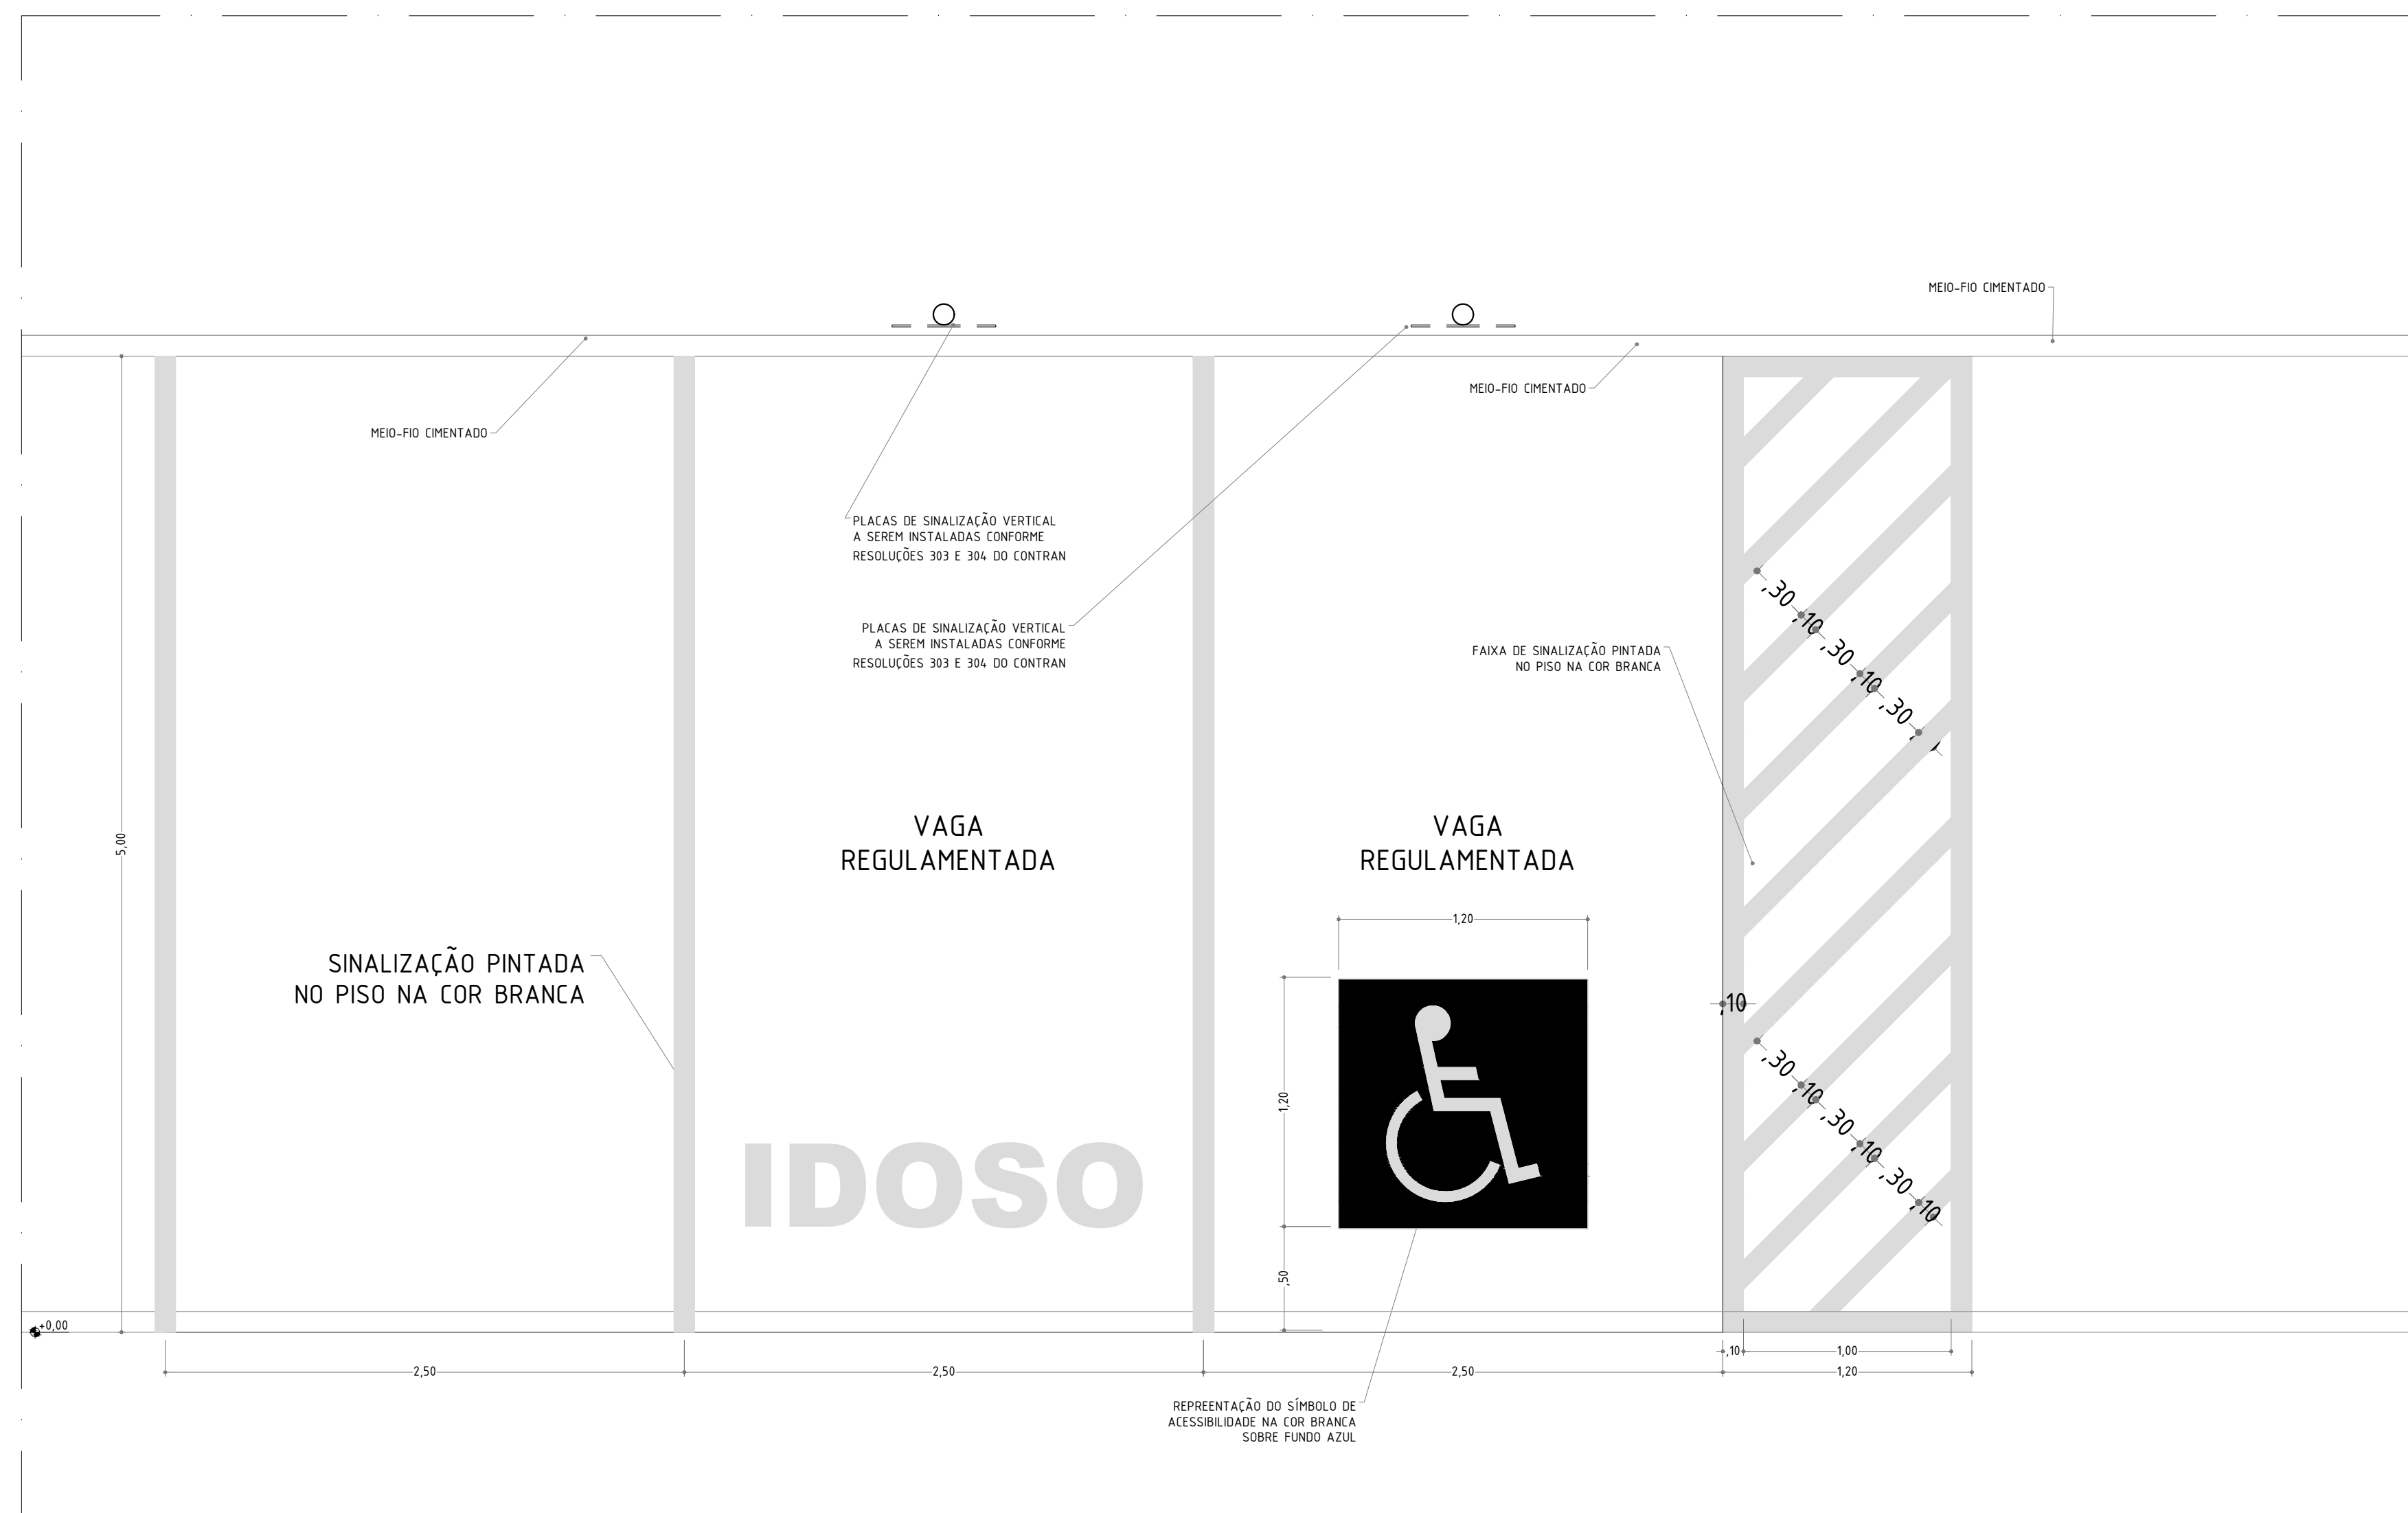 MEIO-FIO CIMENTADO
MEIO-FIO CIMENTADO
MEIO-FIO CIMENTADO
PLACAS DE SINALIZAÇÃO VERTICAL
A SEREM INSTALADAS CONFORME
RESOLUÇÕES 303 E 304 DO CONTRAN
PLACAS DE SINALIZAÇÃO VERTICAL
A SEREM INSTALADAS CONFORME
RESOLUÇÕES 303 E 304 DO CONTRAN
FAIXA DE SINALIZAÇÃO PINTADA
NO PISO NA COR BRANCA
,30
,10
,30
,10
,30
5,00
VAGA
REGULAMENTADA
VAGA
REGULAMENTADA
1,20
SINALIZAÇÃO PINTADA
NO PISO NA COR BRANCA
,10
1,20
,30
,10
,30
,10
,30
,10
IDOSO
,50
+0,00
,10
1,00
2,50
2,50
2,50
1,20
REPREENTAÇÃO DO SÍMBOLO DE
ACESSIBILIDADE NA COR BRANCA
SOBRE FUNDO AZUL